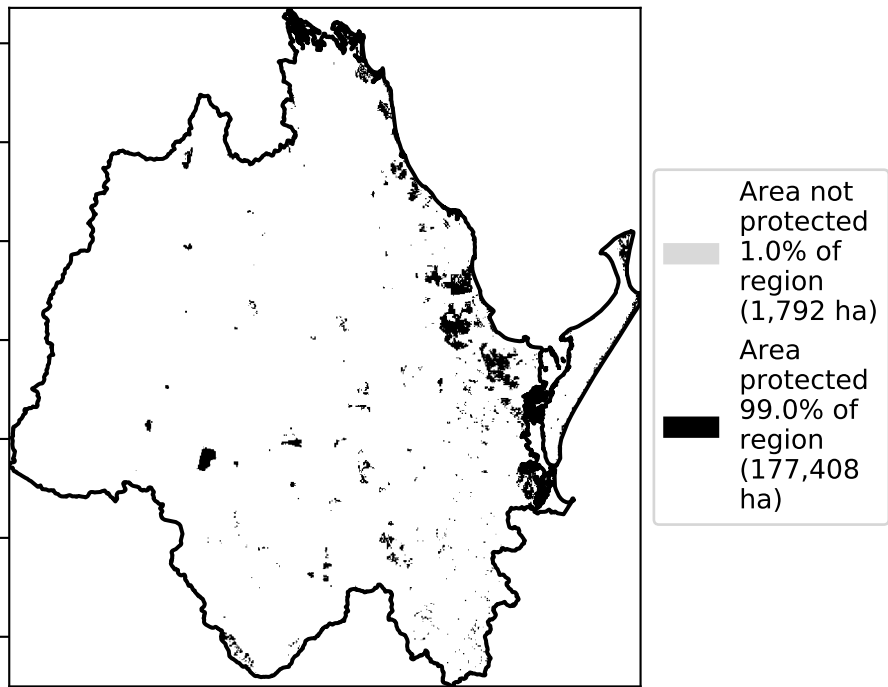 Area not
protected
1.0% of
region
(1,792 ha)
Area
protected
99.0% of
region
(177,408
ha)